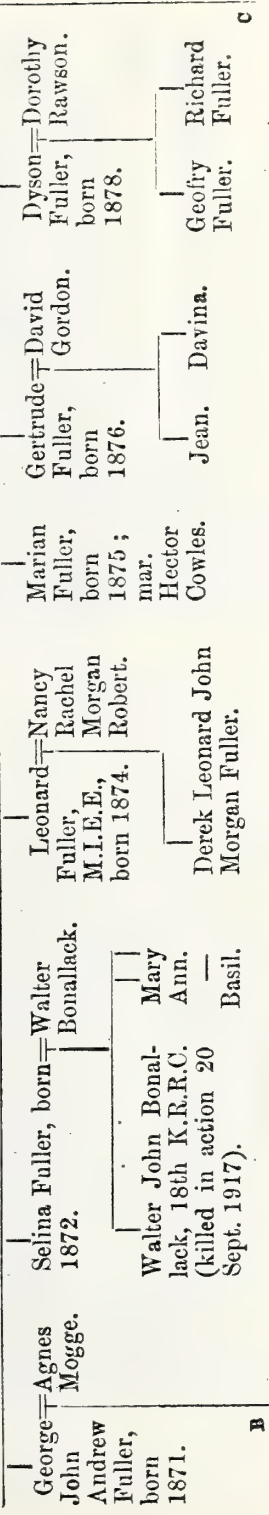 George=Agnes
John Mogge.
Andrew
Fuller,
born
1871.
B
Selina Fuller, born=Walter
1872. Bonallack.
Walter John Bonal-
lack, 18th K.R.R.C.
(killed in action 20
Sept. 1917).
Mary
Ann.
—
Basil.
Leonard=Nancy
Fuller, Rachel
M.I.E.E., Morgan
born 1874. Robert.
Derek Leonard John
Morgan Fuller.
Marian
Fuller,
born
1875;
mar.
Hector
Cowles.
Gertrude=David
Fuller, Gordon.
born
1876.
Jean. Davina.
Dyson=Dorothy
Fuller, Rawson.
born
1878.
Geofry Richard
Fuller. Fuller.
C